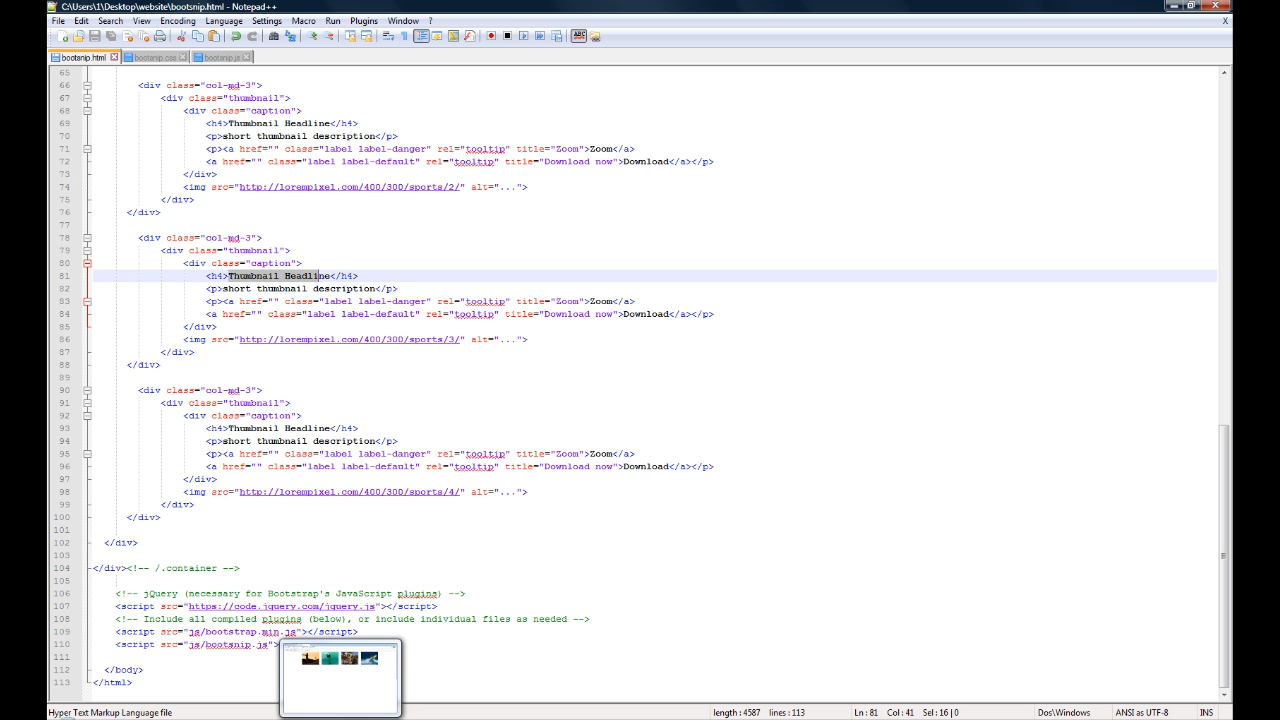 C:\Users\1\Desktop\website\bootsnip.html - Notepad++
File Edit Search View Encoding Language Settings Macro Run Plugins Window ? X
bootsnip.html bootsnip.css bootsnip.js
65
66 <div class="col-md-3">
67 <div class="thumbnail">
68 <div class="caption">
69 <h4>Thumbnail Headline</h4>
70 <p>short thumbnail description</p>
71 <p><a href="" class="label label-danger" rel="tooltip" title="Zoom">Zoom</a>
72 <a href="" class="label label-default" rel="tooltip" title="Download now">Download</a></p>
73 </div>
74 <img src="http://lorempixel.com/400/300/sports/2/" alt="...">
75 </div>
76 </div>
77
78 <div class="col-md-3">
79 <div class="thumbnail">
80 <div class="caption">
81 <h4>Thumbnail Headline</h4>
82 <p>short thumbnail description</p>
83 <p><a href="" class="label label-danger" rel="tooltip" title="Zoom">Zoom</a>
84 <a href="" class="label label-default" rel="tooltip" title="Download now">Download</a></p>
85 </div>
86 <img src="http://lorempixel.com/400/300/sports/3/" alt="...">
87 </div>
88 </div>
89
90 <div class="col-md-3">
91 <div class="thumbnail">
92 <div class="caption">
93 <h4>Thumbnail Headline</h4>
94 <p>short thumbnail description</p>
95 <p><a href="" class="label label-danger" rel="tooltip" title="Zoom">Zoom</a>
96 <a href="" class="label label-default" rel="tooltip" title="Download now">Download</a></p>
97 </div>
98 <img src="http://lorempixel.com/400/300/sports/4/" alt="...">
99 </div>
100 </div>
101
102 </div>
103
104 </div><!-- /.container -->
105
106 <!-- jQuery (necessary for Bootstrap's JavaScript plugins) -->
107 <script src="https://code.jquery.com/jquery.js"></script>
108 <!-- Include all compiled plugins (below), or include individual files as needed -->
109 <script src="js/bootstrap.min.js"></script>
110 <script src="js/bootsnip.js">
111
112 </body>
113 </html>
Hyper Text Markup Language file length : 4587 lines : 113 Ln : 81 Col : 41 Sel : 16 | 0 Dos\Windows ANSI as UTF-8 INS